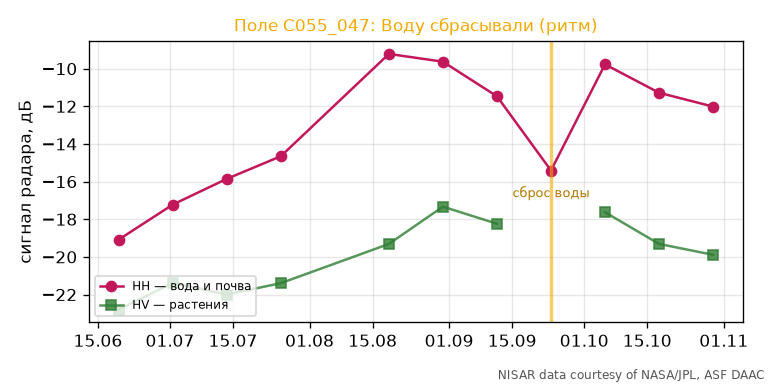 Поле C055_047: Воду сбрасывали (ритм)
сигнал радара, дБ
−10
−12
−14
−16
−18
−20
−22
сброс воды
HH — вода и почва
HV — растения
15.06 01.07 15.07 01.08 15.08 01.09 15.09 01.10 15.10 01.11
NISAR data courtesy of NASA/JPL, ASF DAAC